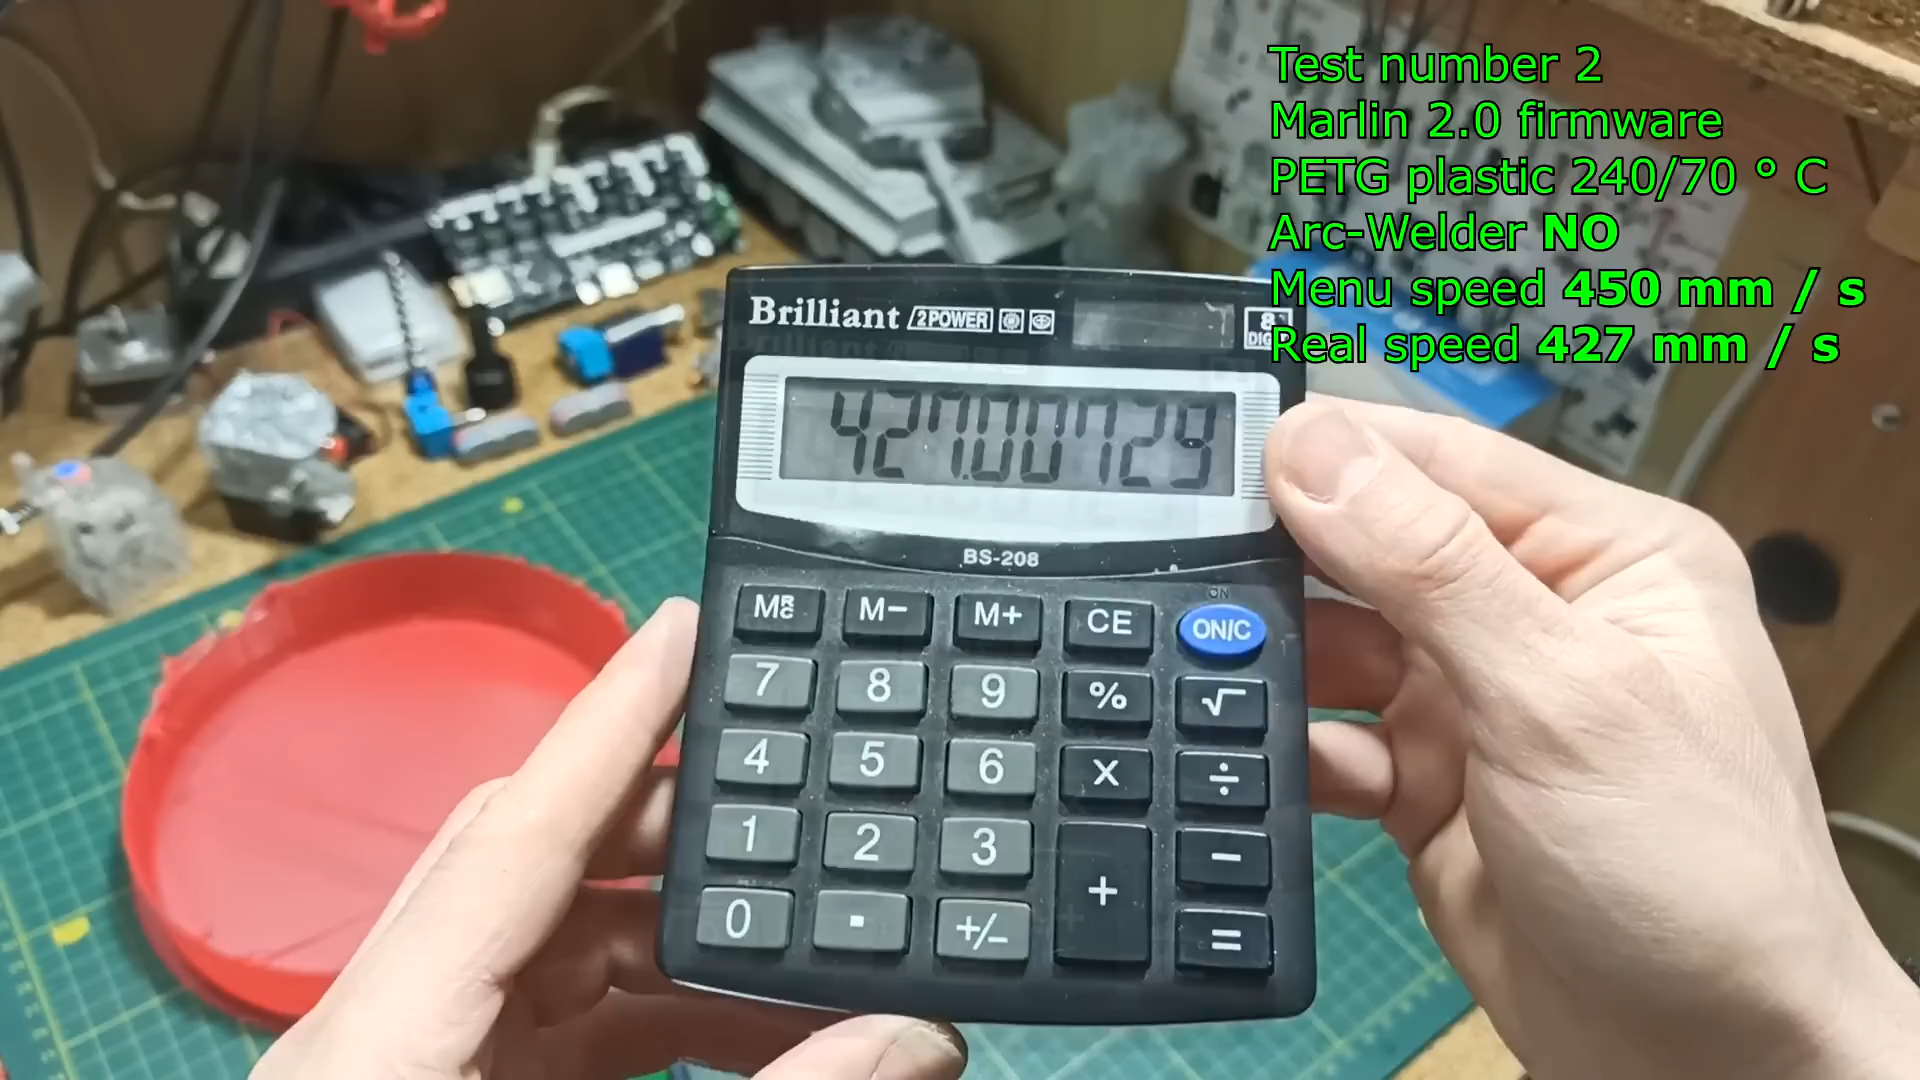 Test number 2
Marlin 2.0 firmware
PETG plastic 240/70 ° C
Arc-Welder NO
Menu speed 450 mm / s
Real speed 427 mm / s
Brilliant 2POWER
427.00729
BS-208
ON
MRC M− M+ CE ON/C
7 8 9 % √
4 5 6 X ÷
1 2 3 + −
0 . +/− =